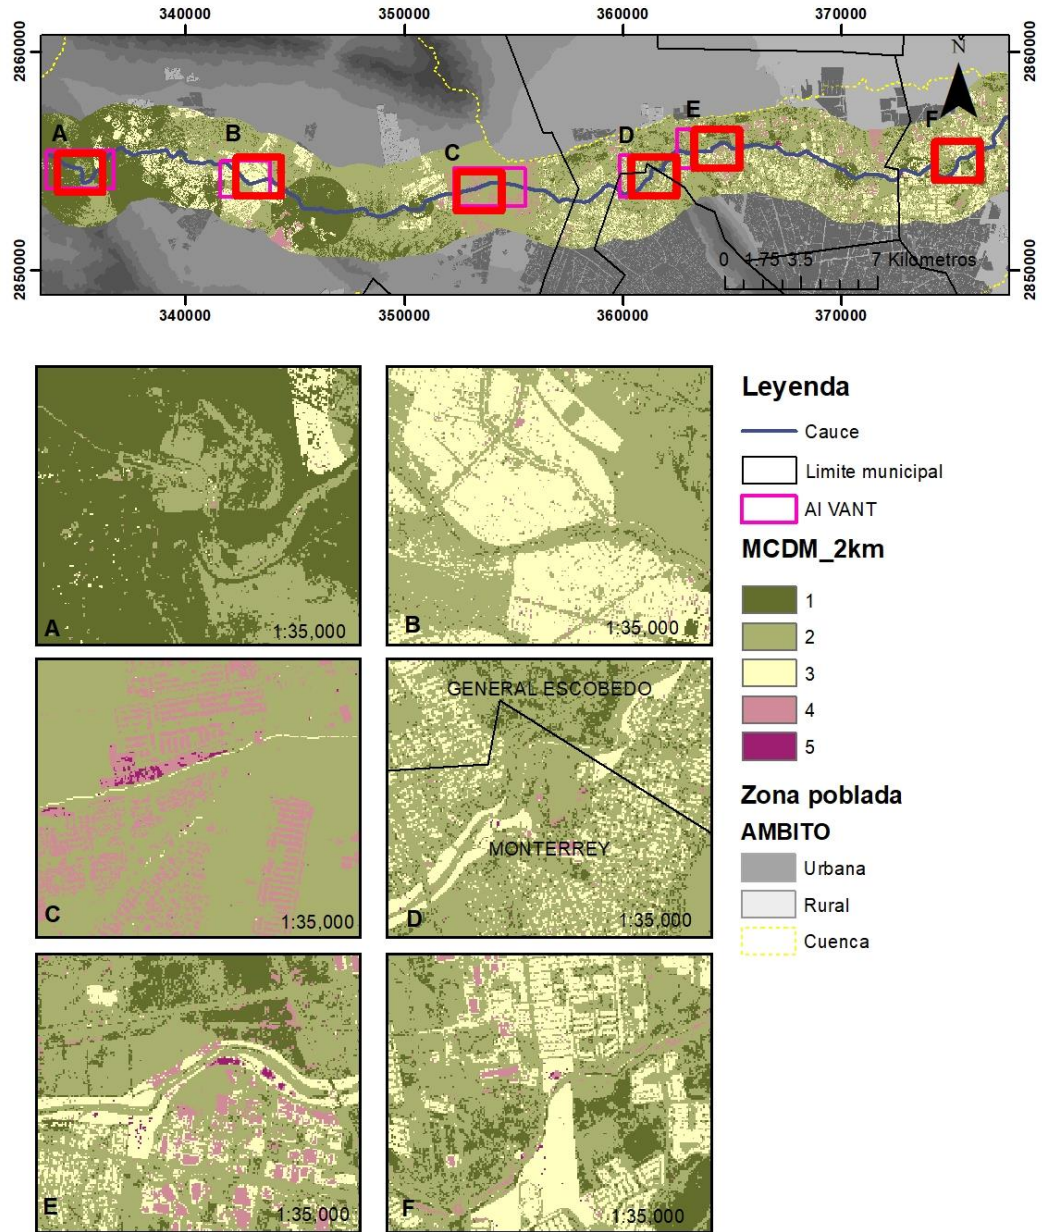 340000 350000 360000 370000
2860000
2860000
N
A
B
C
D
E
F
2850000
2850000
0 1.75 3.5 7 Kilometros
340000 350000 360000 370000
A
1:35,000
B
1:35,000
C
1:35,000
GENERAL ESCOBEDO
MONTERREY
D
1:35,000
E
1:35,000
F
1:35,000
Leyenda
Cauce
Limite municipal
AI VANT
MCDM_2km
1
2
3
4
5
Zona poblada
AMBITO
Urbana
Rural
Cuenca